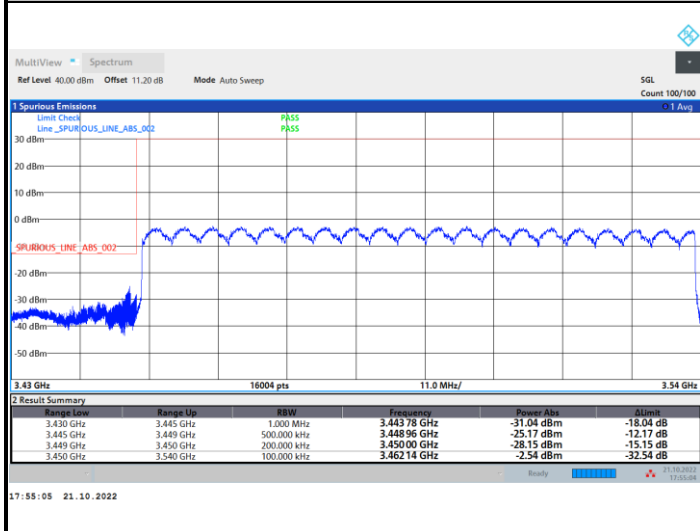 MultiView Spectrum
Ref Level 40.00 dBm Offset 11.20 dB Mode Auto Sweep SGL
Count 100/100
1 Spurious Emissions 1 Avg
Limit Check PASS
Line _SPURIOUS_LINE_ABS_002 PASS
30 dBm
20 dBm
10 dBm
0 dBm
_SPURIOUS_LINE_ABS_002
-20 dBm
-30 dBm
-40 dBm
-50 dBm
3.43 GHz 16004 pts 11.0 MHz/ 3.54 GHz
2 Result Summary
Range Low Range Up RBW Frequency Power Abs ΔLimit
3.430 GHz 3.445 GHz 1.000 MHz 3.443 78 GHz -31.04 dBm -18.04 dB
3.445 GHz 3.449 GHz 500.000 kHz 3.448 96 GHz -25.17 dBm -12.17 dB
3.449 GHz 3.450 GHz 200.000 kHz 3.450 00 GHz -28.15 dBm -15.15 dB
3.450 GHz 3.540 GHz 100.000 kHz 3.462 14 GHz -2.54 dBm -32.54 dB
Ready 21.10.2022
17:55:04
17:55:05 21.10.2022